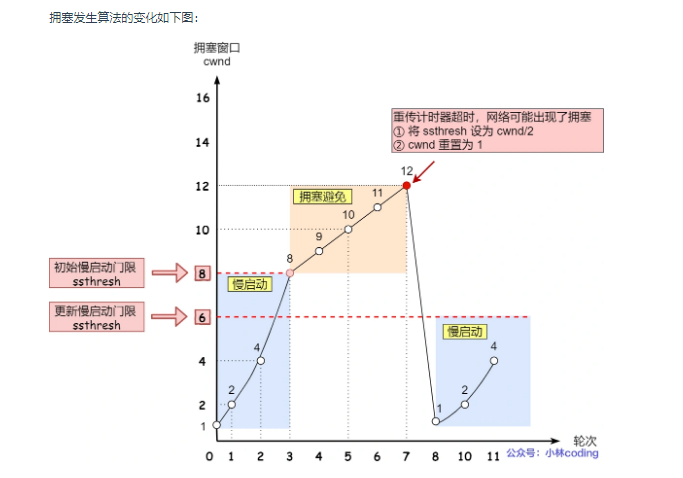 拥塞发生算法的变化如下图：
拥塞窗口
cwnd
16
14
12
10
8
6
4
2
1
重传计时器超时，网络可能出现了拥塞
① 将 ssthresh 设为 cwnd/2
② cwnd 重置为 1
12
拥塞避免
11
10
9
8
初始慢启动门限
ssthresh
慢启动
更新慢启动门限
ssthresh
慢启动
4
4
2
2
1
轮次
0 1 2 3 4 5 6 7 8 10 11
公众号：小林coding